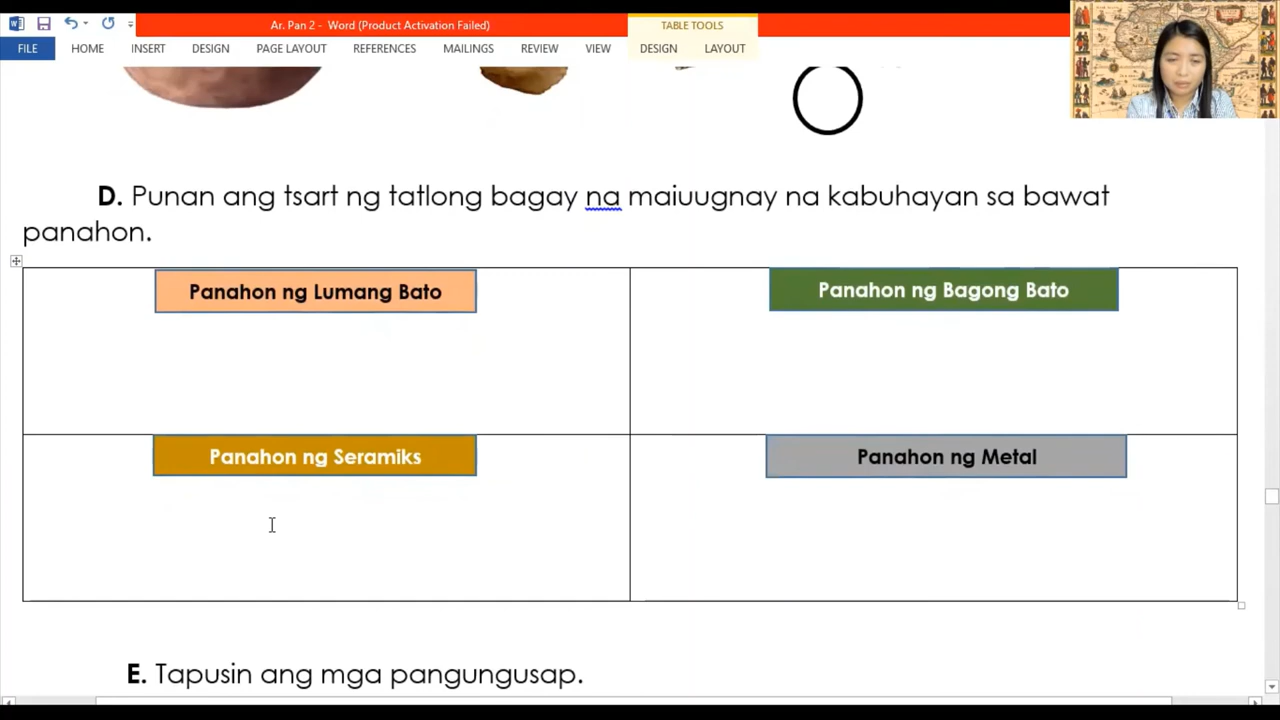 Ar. Pan 2 - Word (Product Activation Failed)
TABLE TOOLS
FILE HOME INSERT DESIGN PAGE LAYOUT REFERENCES MAILINGS REVIEW VIEW DESIGN LAYOUT
D. Punan ang tsart ng tatlong bagay na maiuugnay na kabuhayan sa bawat
panahon.
Panahon ng Lumang Bato
Panahon ng Bagong Bato
Panahon ng Seramiks
Panahon ng Metal
E. Tapusin ang mga pangungusap.